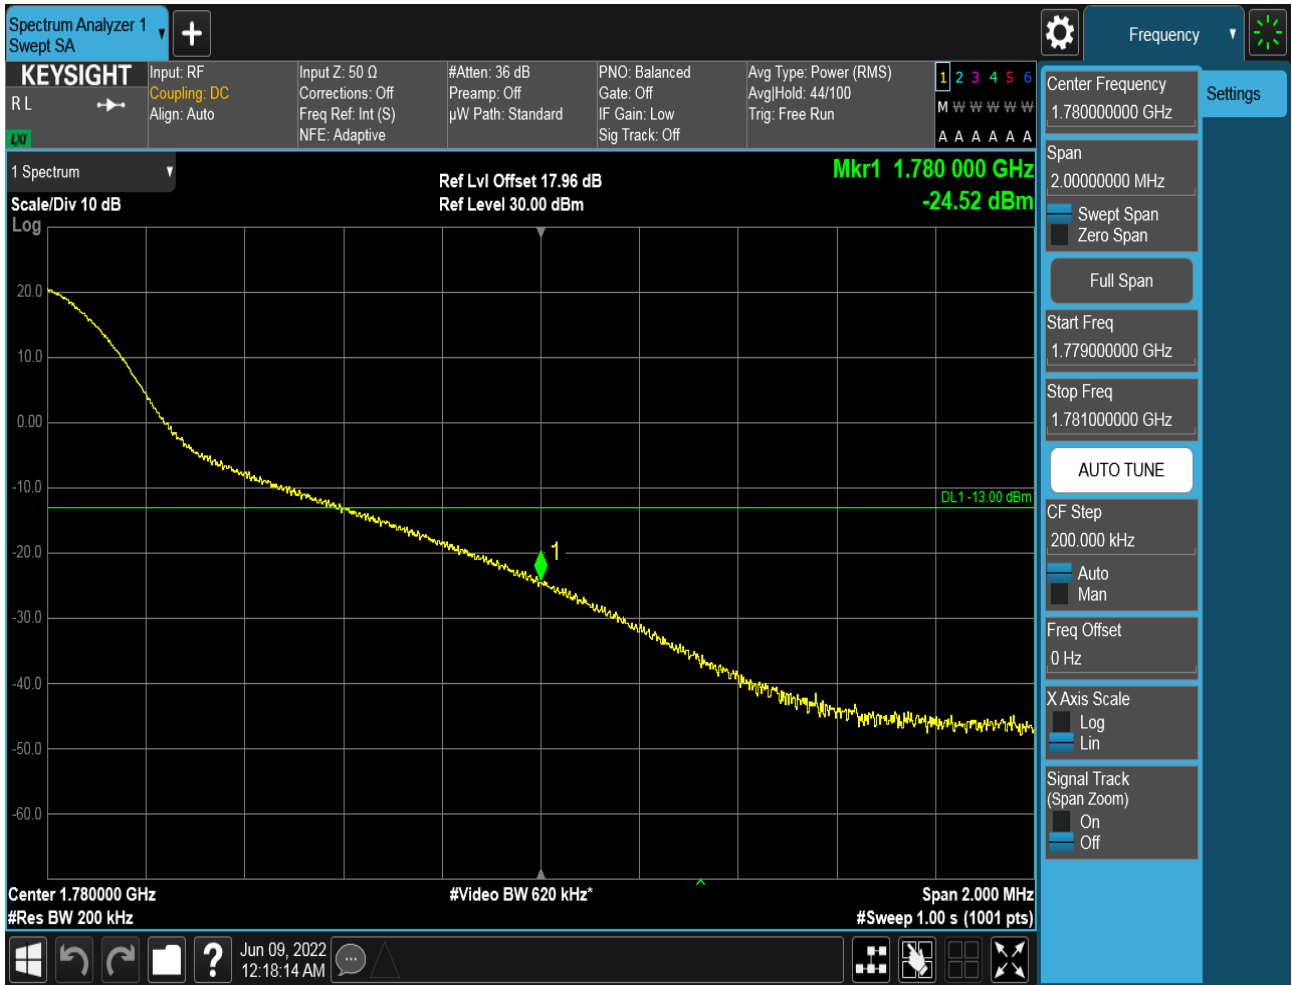 Spectrum Analyzer 1
Swept SA
Frequency
KEYSIGHT
R L
LXI
Input: RF
Coupling: DC
Align: Auto
Input Z: 50 Ω
Corrections: Off
Freq Ref: Int (S)
NFE: Adaptive
#Atten: 36 dB
Preamp: Off
µW Path: Standard
PNO: Balanced
Gate: Off
IF Gain: Low
Sig Track: Off
Avg Type: Power (RMS)
Avg|Hold: 44/100
Trig: Free Run
1 2 3 4 5 6
M W W W W W
A A A A A A
1 Spectrum
Scale/Div 10 dB
Log
Ref Lvl Offset 17.96 dB
Ref Level 30.00 dBm
Mkr1 1.780 000 GHz
-24.52 dBm
20.0
10.0
0.00
-10.0
DL1 -13.00 dBm
-20.0
1
-30.0
-40.0
-50.0
-60.0
Center 1.780000 GHz
#Video BW 620 kHz*
Span 2.000 MHz
#Res BW 200 kHz
#Sweep 1.00 s (1001 pts)
Jun 09, 2022
12:18:14 AM
Settings
Center Frequency
1.780000000 GHz
Span
2.00000000 MHz
Swept Span
Zero Span
Full Span
Start Freq
1.779000000 GHz
Stop Freq
1.781000000 GHz
AUTO TUNE
CF Step
200.000 kHz
Auto
Man
Freq Offset
0 Hz
X Axis Scale
Log
Lin
Signal Track
(Span Zoom)
On
Off